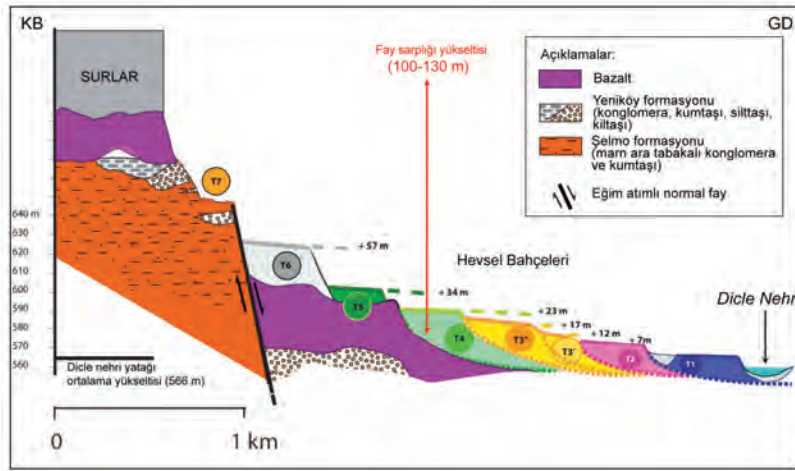 KB
GD
SURLAR
Fay sarplığı yükseltisi
(100-130 m)
Açıklamalar:
Bazalt
Yeniköy formasyonu
(konglomera, kumtaşı, silttaşı,
kiltaşı)
Şelmo formasyonu
(marn ara tabakalı konglomera
ve kumtaşı)
Eğim atımlı normal fay
T7
640 m
630
620
610
600
590
580
570
560
T6
+ 57 m
Hevsel Bahçeleri
T5
+ 34 m
+ 23 m
+ 17 m
+ 12 m
+ 7m
Dicle Nehri
T4
T3"
T3'
T2
T1
Dicle nehri yatağı
ortalama yükseltisi (566 m)
0
1 km